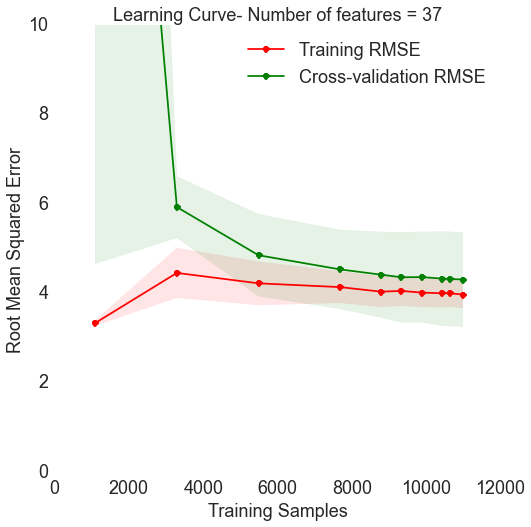 Learning Curve- Number of features = 37
Training RMSE
Cross-validation RMSE
Root Mean Squared Error
10
8
6
4
2
0
0 2000 4000 6000 8000 10000 12000
Training Samples